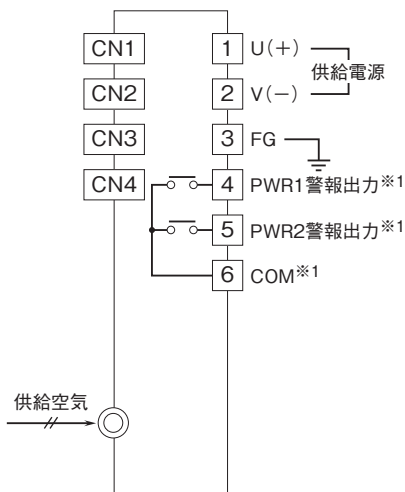 CN1
CN2
CN3
CN4
1 U(+)
供給電源
2 V(−)
3 FG
4 PWR1警報出力※1
5 PWR2警報出力※1
6 COM※1
供給空気